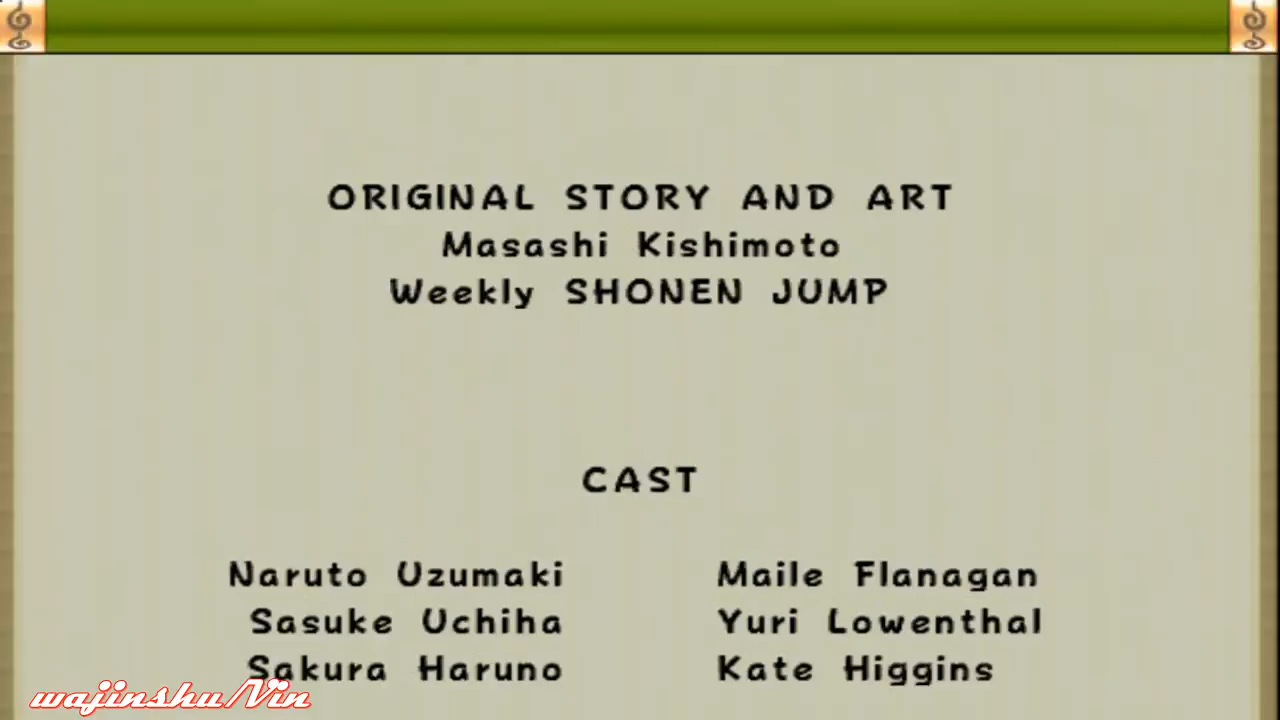 ORIGINAL STORY AND ART
Masashi Kishimoto
Weekly SHONEN JUMP
CAST
Naruto Uzumaki Maile Flanagan
Sasuke Uchiha Yuri Lowenthal
Sakura Haruno Kate Higgins
wajinshu/Vin